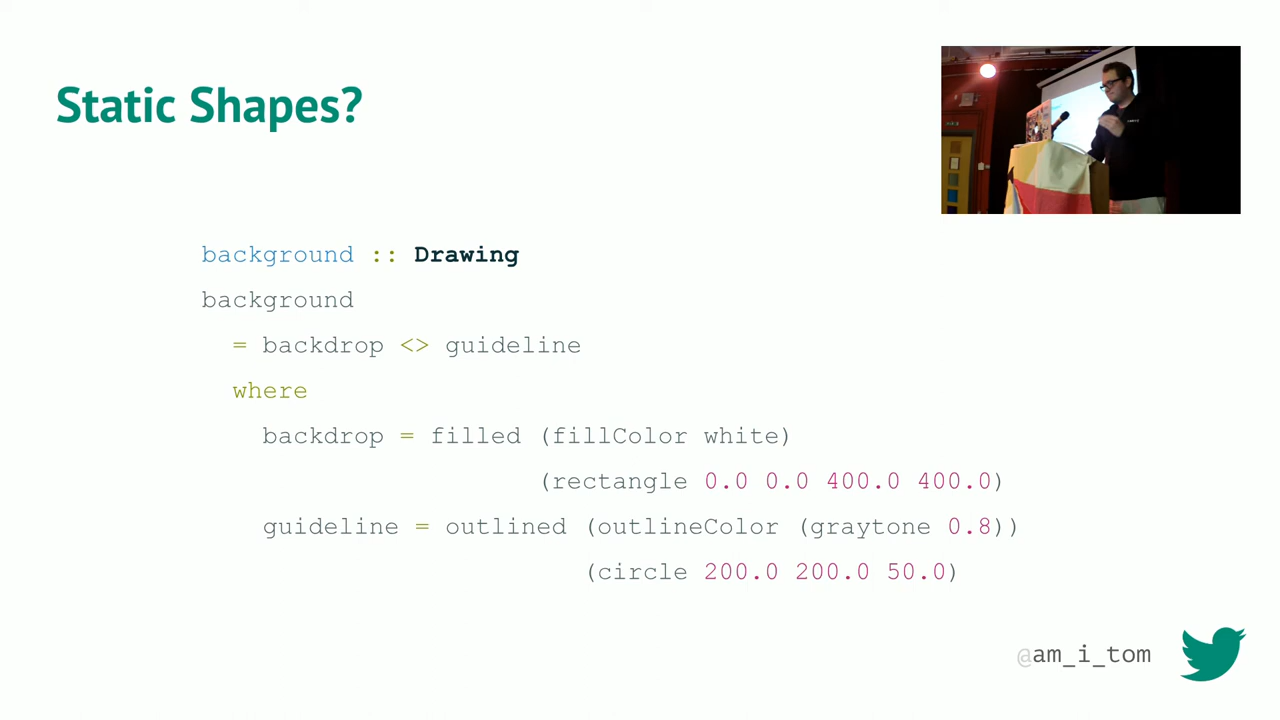 Static Shapes?
background :: Drawing
background
= backdrop <> guideline
where
backdrop = filled (fillColor white)
(rectangle 0.0 0.0 400.0 400.0)
guideline = outlined (outlineColor (graytone 0.8))
(circle 200.0 200.0 50.0)
@am_i_tom